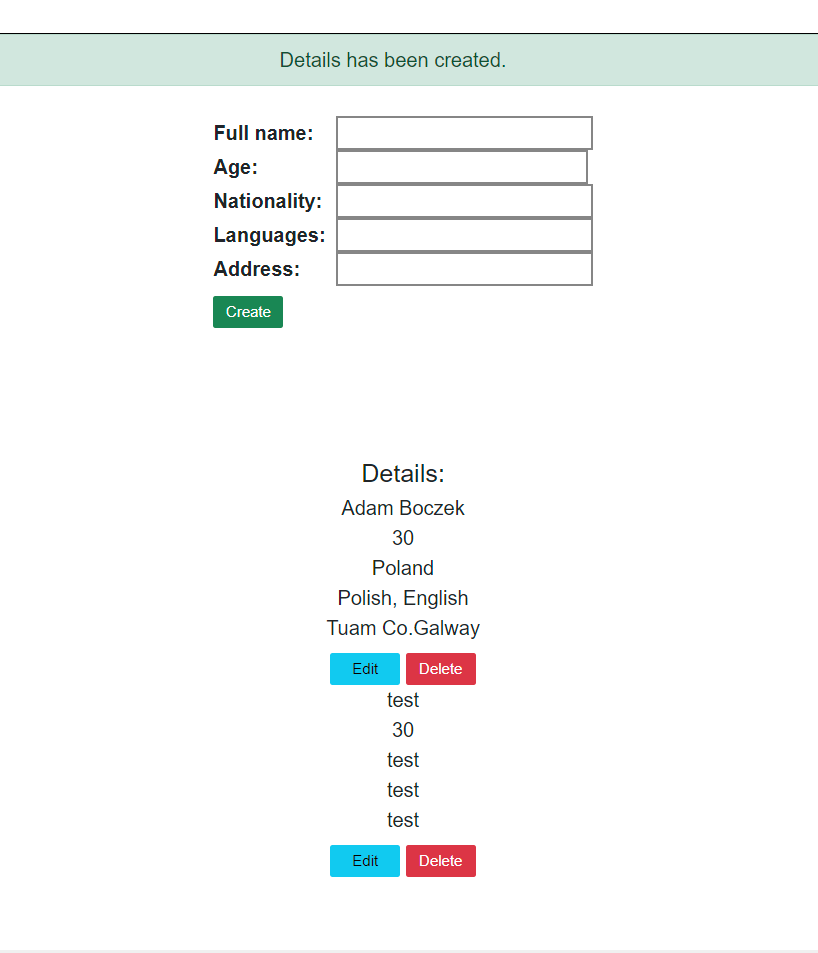 Details has been created.
Full name:
Age:
Nationality:
Languages:
Address:
Create
Details:
Adam Boczek
30
Poland
Polish, English
Tuam Co.Galway
Edit Delete
test
30
test
test
test
Edit Delete